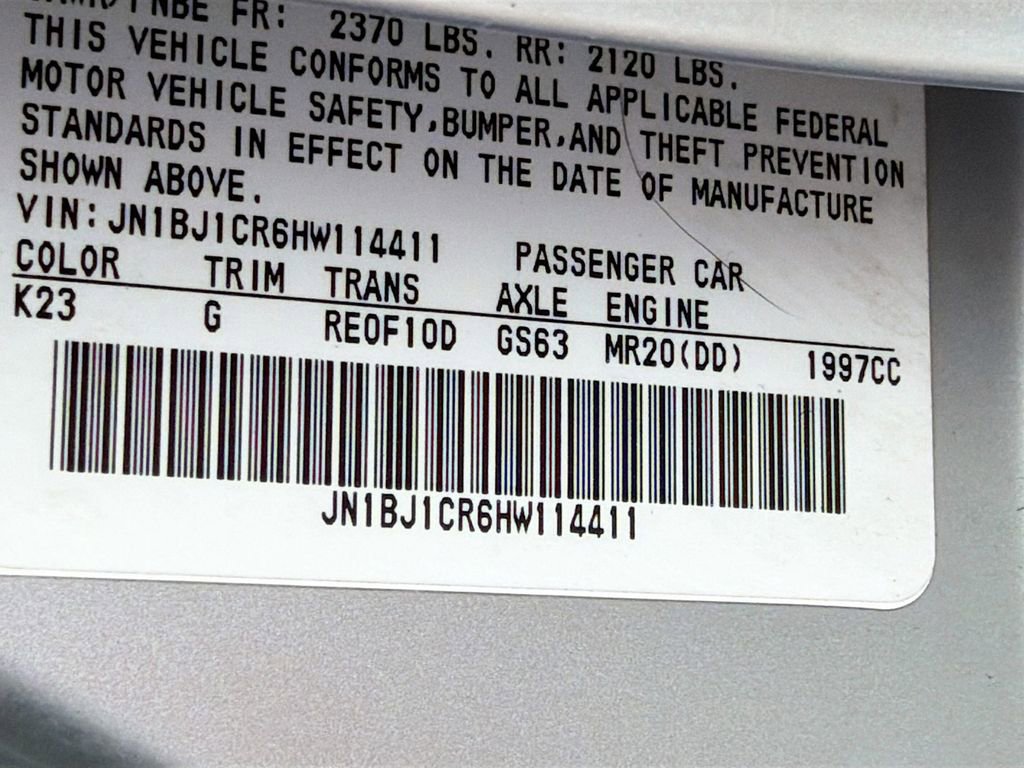 FR: 2370 LBS. RR: 2120 LBS.
THIS VEHICLE CONFORMS TO ALL APPLICABLE FEDERAL
MOTOR VEHICLE SAFETY,BUMPER,AND THEFT PREVENTION
STANDARDS IN EFFECT ON THE DATE OF MANUFACTURE
SHOWN ABOVE.
VIN:JN1BJ1CR6HW114411 PASSENGER CAR
COLOR TRIM TRANS AXLE ENGINE
K23 G RE0F10D GS63 MR20(DD) 1997CC
JN1BJ1CR6HW114411